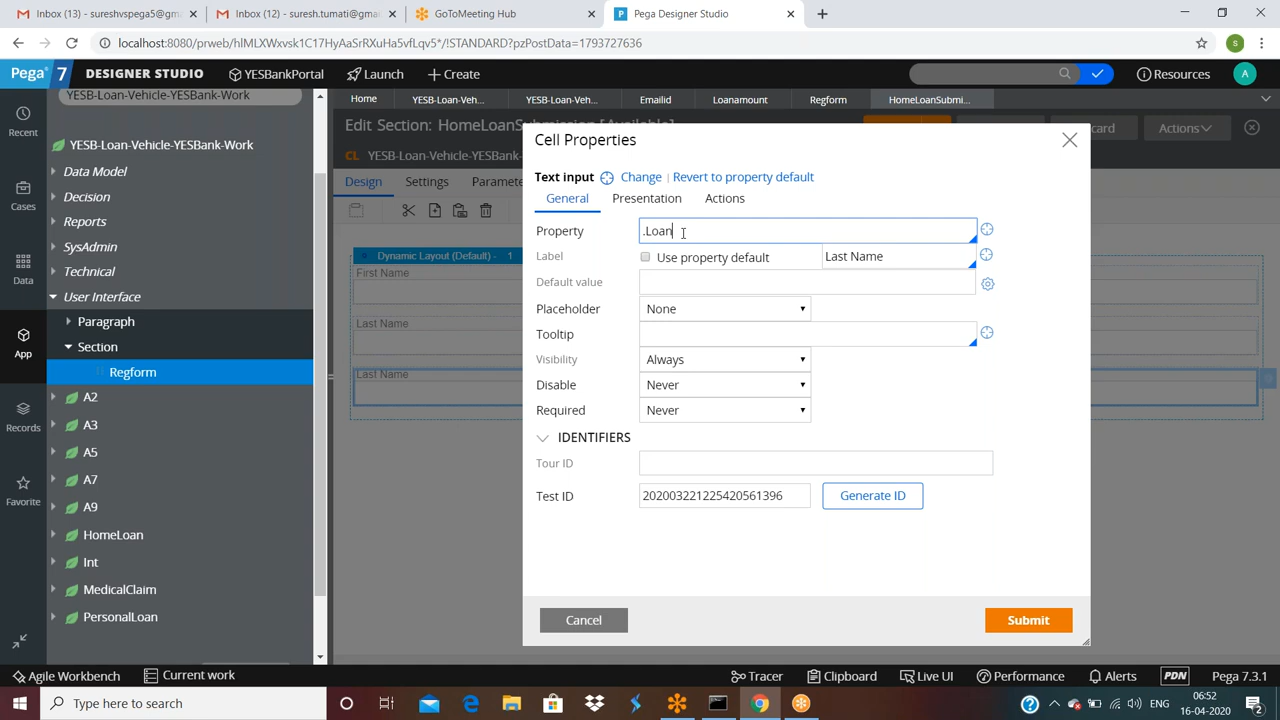 Inbox (13) - sureshvspega5@gm
Inbox (12) - suresh.tumati@gmai
GoToMeeting Hub
Pega Designer Studio
localhost:8080/prweb/hlMLXWxvsk1C17HyAaSrRXuHa5vfLqv5*/!STANDARD?pzPostData=1793727636
S
Pega 7 DESIGNER STUDIO YESBankPortal Launch Create Resources A
YESB-Loan-Vehicle-YESBank-Work
Home YESB-Loan-Veh... YESB-Loan-Veh... Emailid Loanamount Regform HomeLoanSubmi...
Recent
Cases
Data
App
Records
Favorite
YESB-Loan-Vehicle-YESBank-Work
Data Model
Decision
Reports
SysAdmin
Technical
User Interface
Paragraph
Section
Regform
A2
A3
A5
A7
A9
HomeLoan
Int
MedicalClaim
PersonalLoan
Edit Section: HomeLoanSubmission [Available]
card Actions
CL YESB-Loan-Vehicle-YESBank-Work
Design Settings Paramete
Dynamic Layout (Default) - 1
First Name
Last Name
Last Name
Cell Properties
Text input Change | Revert to property default
General Presentation Actions
Property .Loan
Label Use property default Last Name
Default value
Placeholder None
Tooltip
Visibility Always
Disable Never
Required Never
IDENTIFIERS
Tour ID
Test ID 202003221225420561396 Generate ID
Cancel Submit
Agile Workbench Current work Tracer Clipboard Live UI Performance Alerts PDN Pega 7.3.1
Type here to search
ENG
06:52
16-04-2020